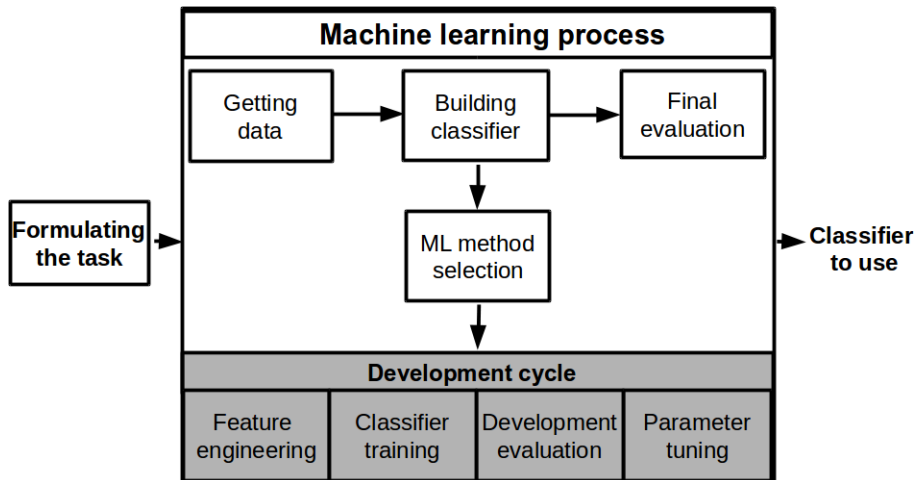 Machine learning process
Getting
data
Building
classifier
Final
evaluation
Formulating
the task
ML method
selection
Classifier
to use
Development cycle
Feature
engineering
Classifier
training
Development
evaluation
Parameter
tuning